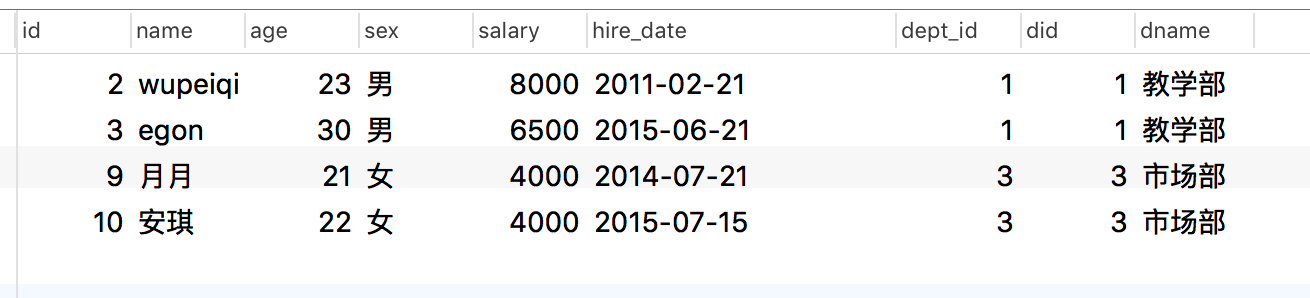 id name age sex salary hire_date dept_id did dname
2 wupeiqi 23 男 8000 2011-02-21 1 1 教学部
3 egon 30 男 6500 2015-06-21 1 1 教学部
9 月月 21 女 4000 2014-07-21 3 3 市场部
10 安琪 22 女 4000 2015-07-15 3 3 市场部